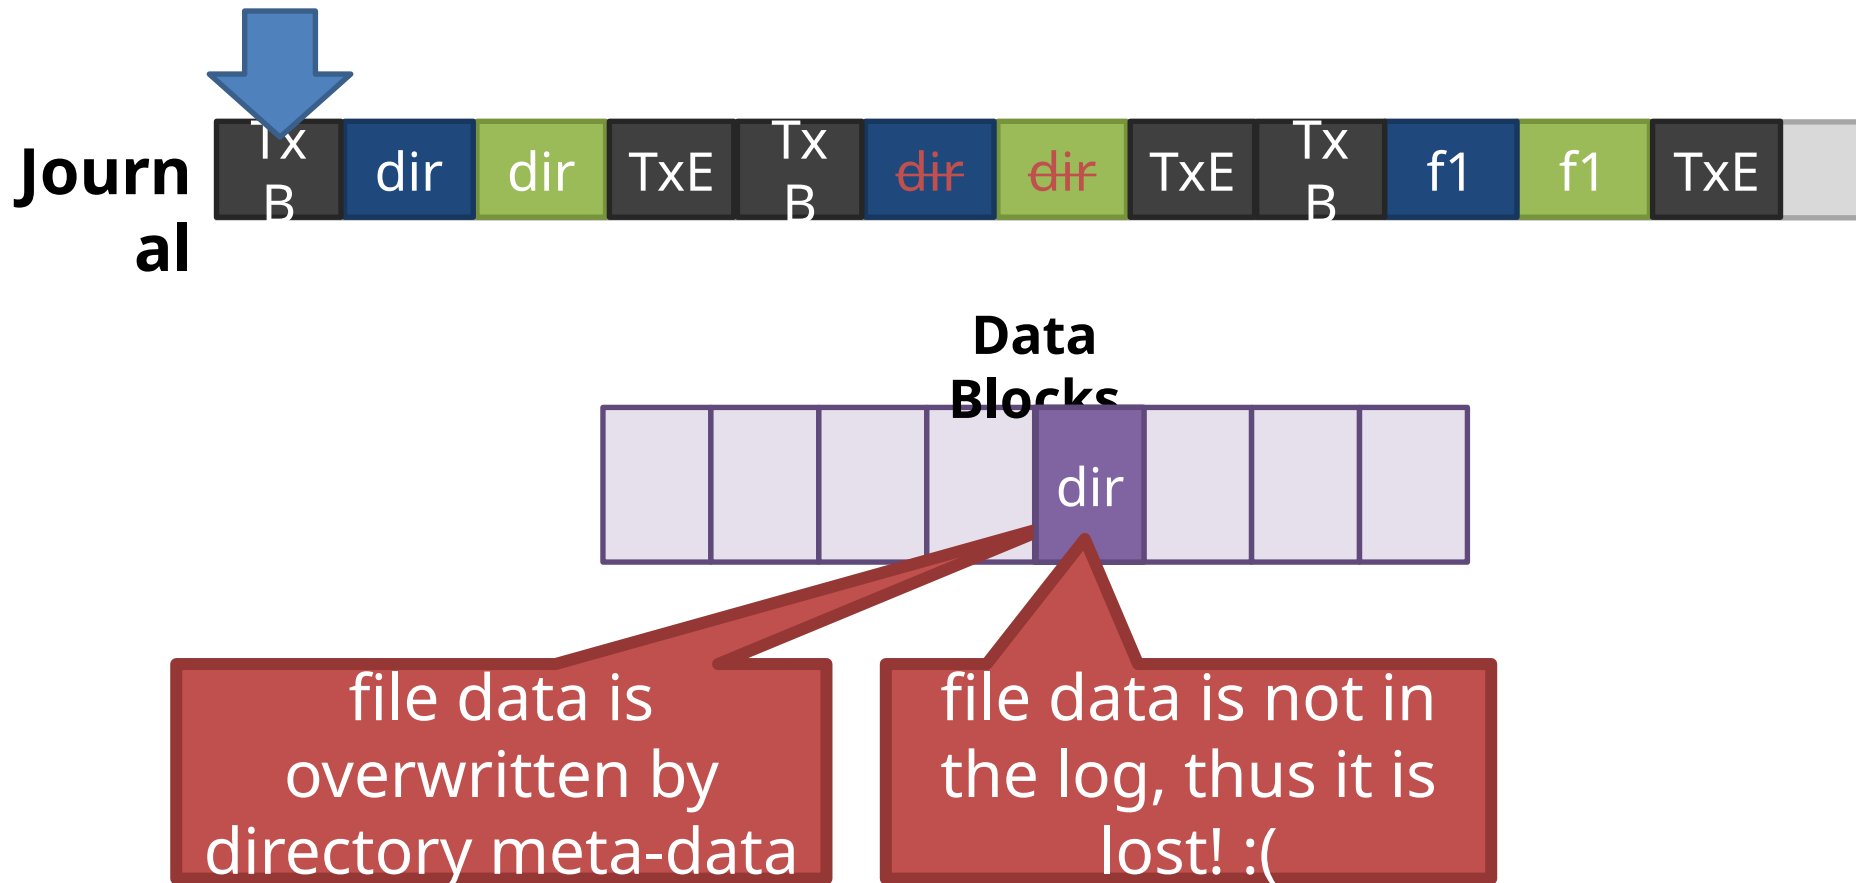 Journ
al
Tx
B
dir
dir
TxE
Tx
B
dir
dir
TxE
Tx
B
f1
f1
TxE
Data
Blocks
dir
file data is
overwritten by
directory meta-data
file data is not in
the log, thus it is
lost! :(